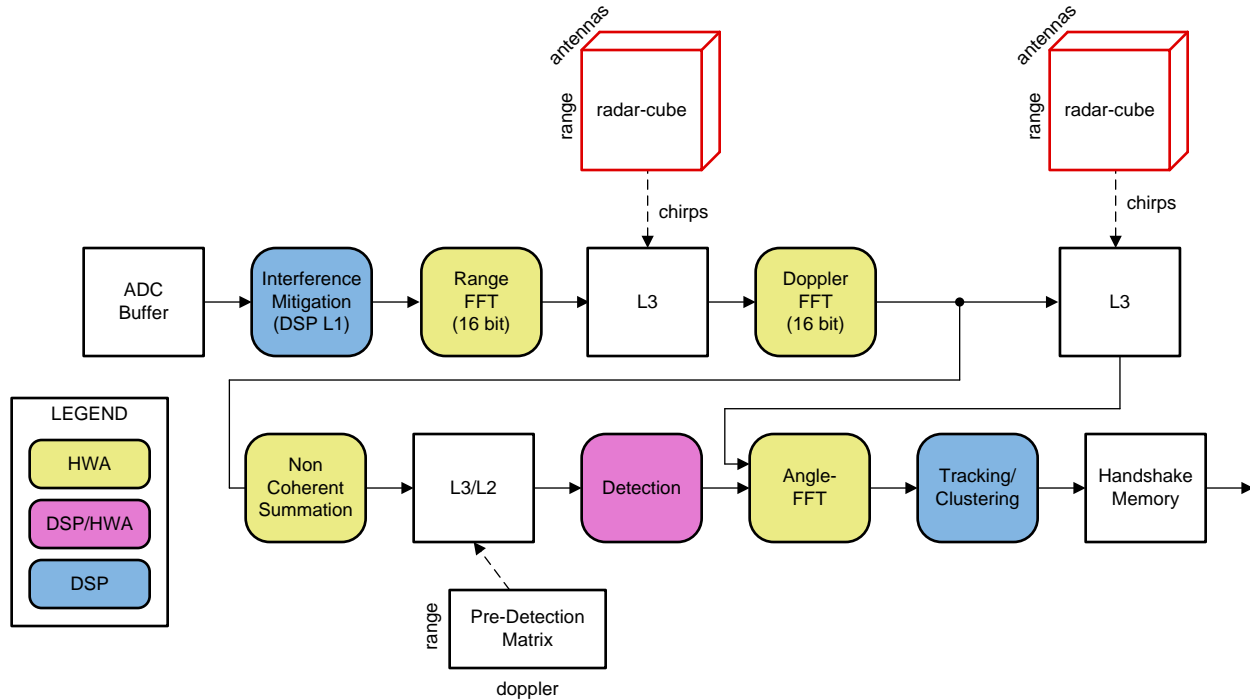 antennas
range
radar-cube
chirps
antennas
range
radar-cube
chirps
ADC
Buffer
Interference
Mitigation
(DSP L1)
Range
FFT
(16 bit)
L3
Doppler
FFT
(16 bit)
L3
LEGEND
HWA
DSP/HWA
DSP
Non
Coherent
Summation
L3/L2
Detection
Angle-
FFT
Tracking/
Clustering
Handshake
Memory
range
Pre-Detection
Matrix
doppler